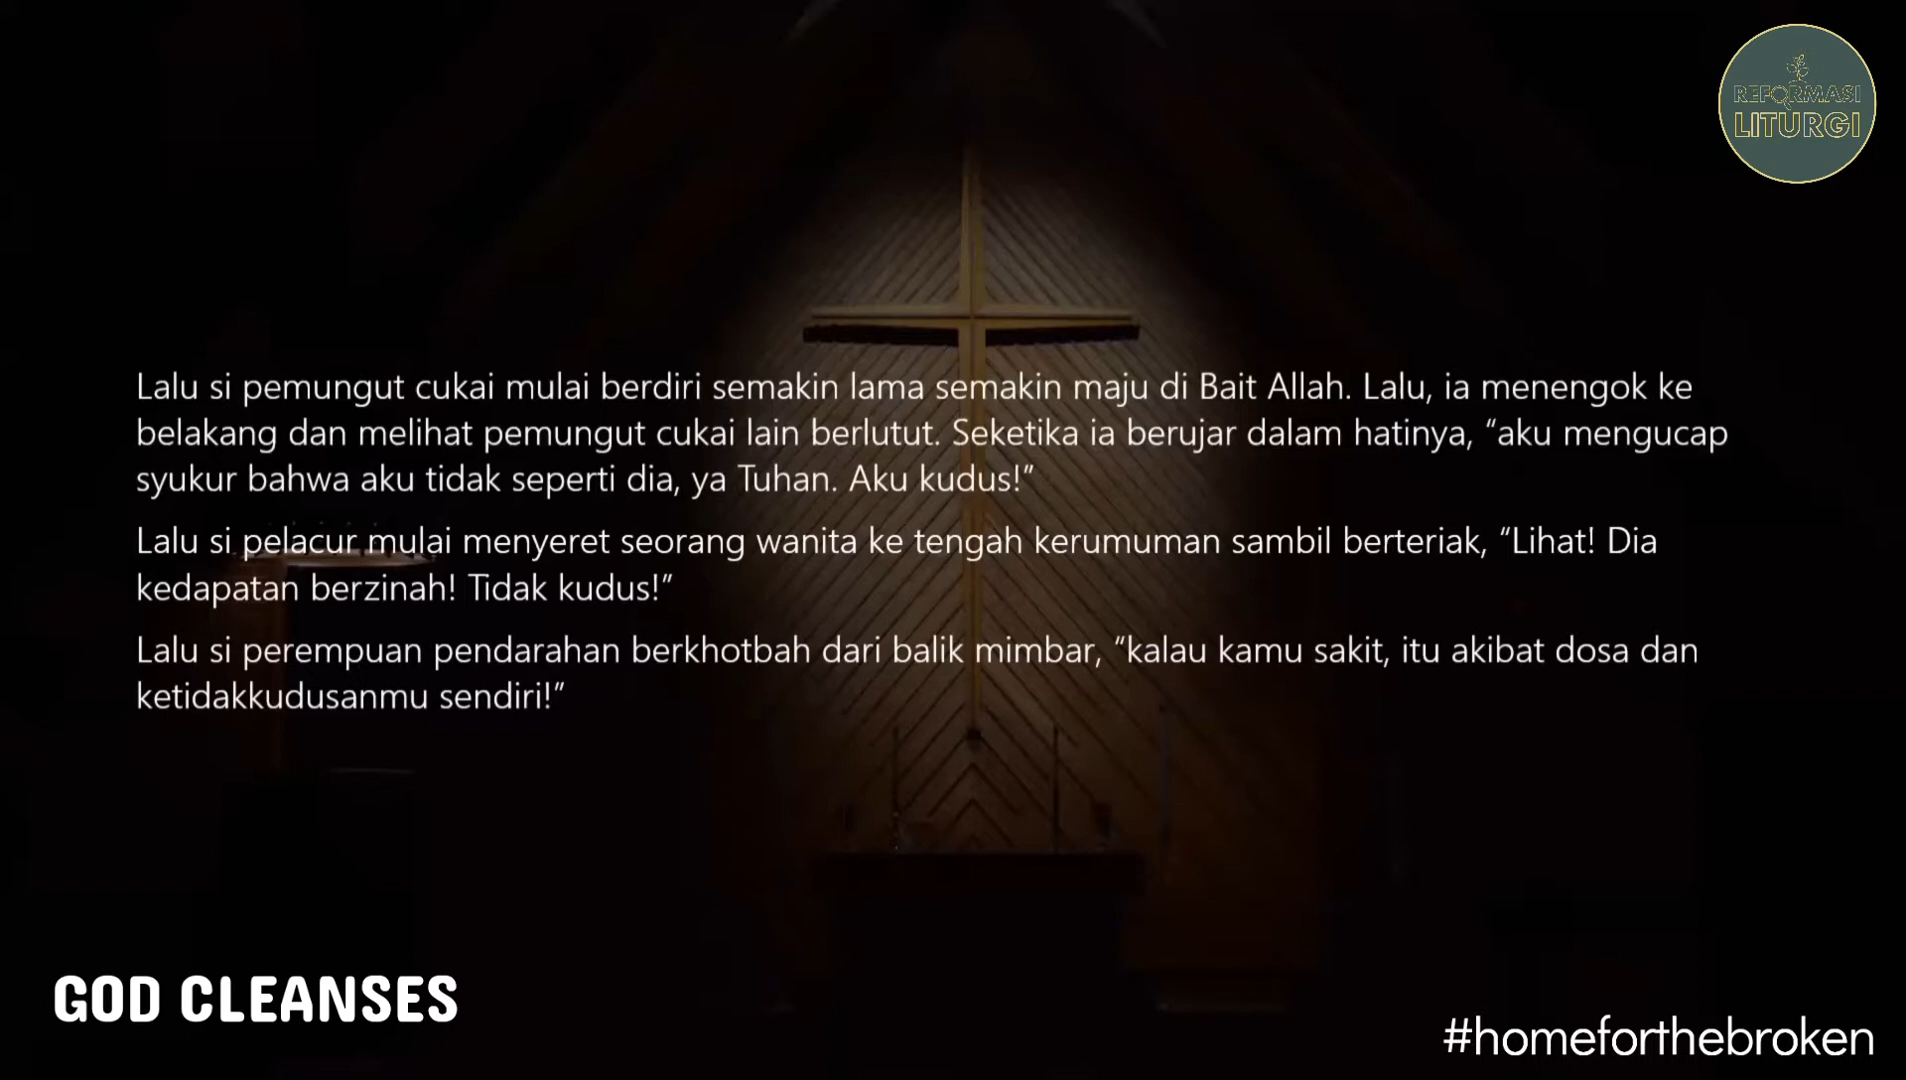 REFORMASI
LITURGI
Lalu si pemungut cukai mulai berdiri semakin lama semakin maju di Bait Allah. Lalu, ia menengok ke
belakang dan melihat pemungut cukai lain berlutut. Seketika ia berujar dalam hatinya, “aku mengucap
syukur bahwa aku tidak seperti dia, ya Tuhan. Aku kudus!”
Lalu si pelacur mulai menyeret seorang wanita ke tengah kerumuman sambil berteriak, “Lihat! Dia
kedapatan berzinah! Tidak kudus!”
Lalu si perempuan pendarahan berkhotbah dari balik mimbar, “kalau kamu sakit, itu akibat dosa dan
ketidakkudusanmu sendiri!”
GOD CLEANSES
#homeforthebroken